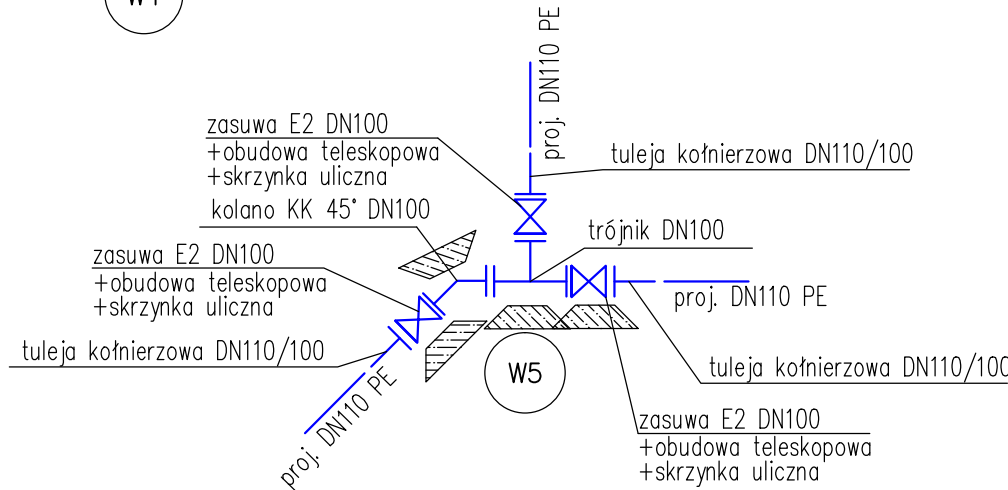 W4
proj. DN110 PE
zasuwa E2 DN100
+obudowa teleskopowa
+skrzynka uliczna
tuleja kołnierzowa DN110/100
kolano KK 45° DN100
trójnik DN100
zasuwa E2 DN100
+obudowa teleskopowa
+skrzynka uliczna
proj. DN110 PE
tuleja kołnierzowa DN110/100
W5
tuleja kołnierzowa DN110/100
proj. DN110 PE
zasuwa E2 DN100
+obudowa teleskopowa
+skrzynka uliczna